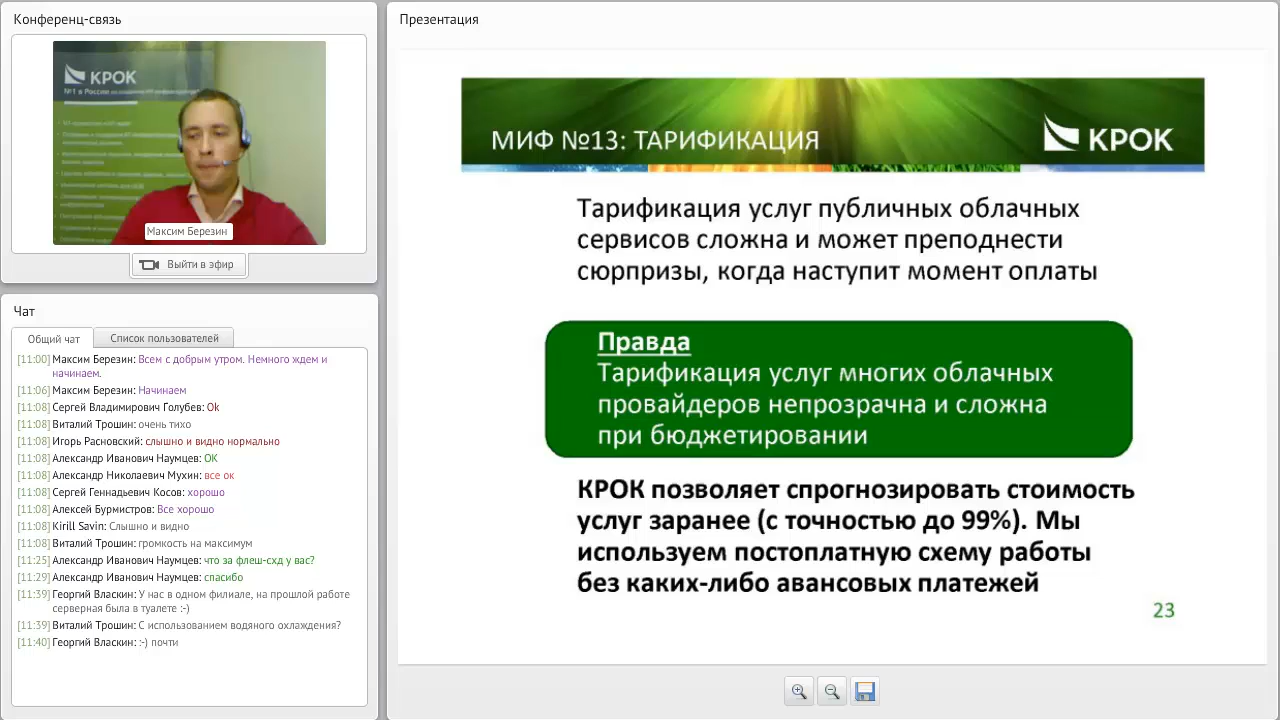 Конференц-связь
КРОК
№1 в России
Максим Березин
Выйти в эфир
Чат
Общий чат
Список пользователей
[11:00] Максим Березин: Всем с добрым утром. Немного ждем и
начинаем.
[11:06] Максим Березин: Начинаем
[11:08] Сергей Владимирович Голубев: Ok
[11:08] Виталий Трошин: очень тихо
[11:08] Игорь Расновский: слышно и видно нормально
[11:08] Александр Иванович Наумцев: ОК
[11:08] Александр Николаевич Мухин: все ок
[11:08] Сергей Геннадьевич Косов: хорошо
[11:08] Алексей Бурмистров: Все хорошо
[11:08] Kirill Savin: Слышно и видно
[11:08] Виталий Трошин: громкость на максимум
[11:25] Александр Иванович Наумцев: что за флеш-схд у вас?
[11:29] Александр Иванович Наумцев: спасибо
[11:39] Георгий Власкин: У нас в одном филиале, на прошлой работе
серверная была в туалете :-)
[11:39] Виталий Трошин: С использованием водяного охлаждения?
[11:40] Георгий Власкин: :-) почти
Презентация
МИФ №13: ТАРИФИКАЦИЯ
КРОК
Тарификация услуг публичных облачных
сервисов сложна и может преподнести
сюрпризы, когда наступит момент оплаты
Правда
Тарификация услуг многих облачных
провайдеров непрозрачна и сложна
при бюджетировании
КРОК позволяет спрогнозировать стоимость
услуг заранее (с точностью до 99%). Мы
используем постоплатную схему работы
без каких-либо авансовых платежей
23